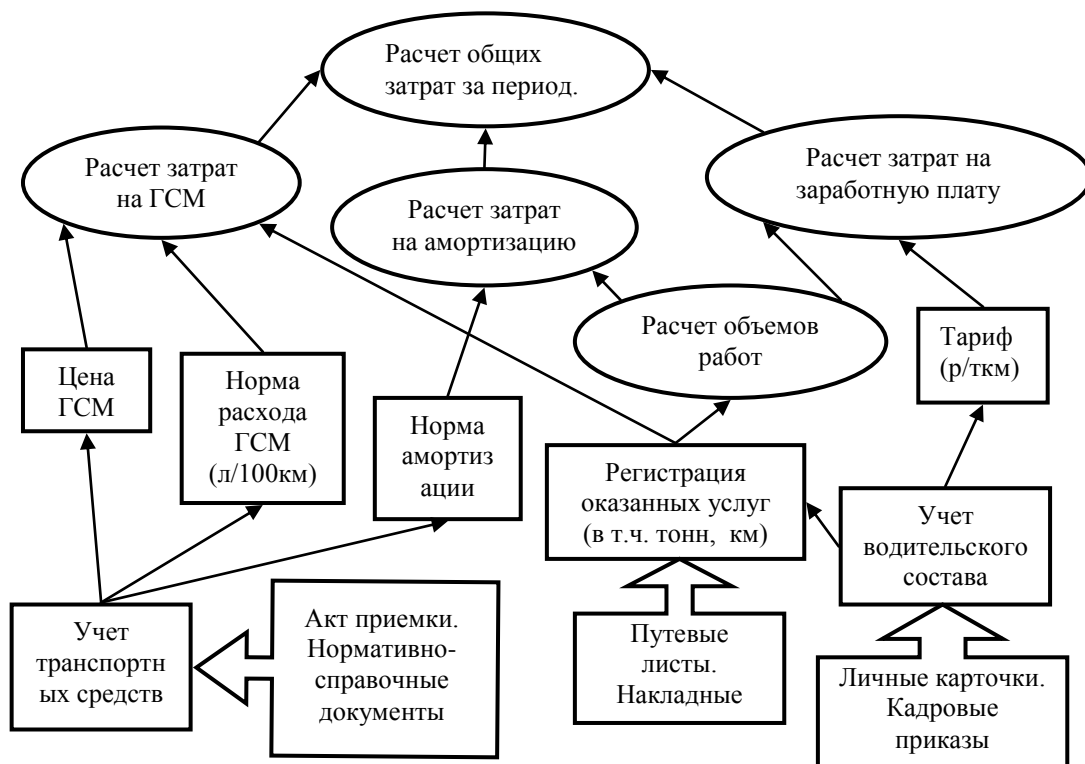 Расчет общих
затрат за период.
Расчет затрат
на ГСМ
Расчет затрат
на амортизацию
Расчет затрат на
заработную плату
Расчет объемов
работ
Цена
ГСМ
Норма
расхода
ГСМ
(л/100км)
Норма
амортиз
ации
Тариф
(р/ткм)
Регистрация
оказанных услуг
(в т.ч. тонн, км)
Учет
водительского
состава
Учет
транспортн
ых средств
Акт приемки.
Нормативно-
справочные
документы
Путевые
листы.
Накладные
Личные карточки.
Кадровые
приказы